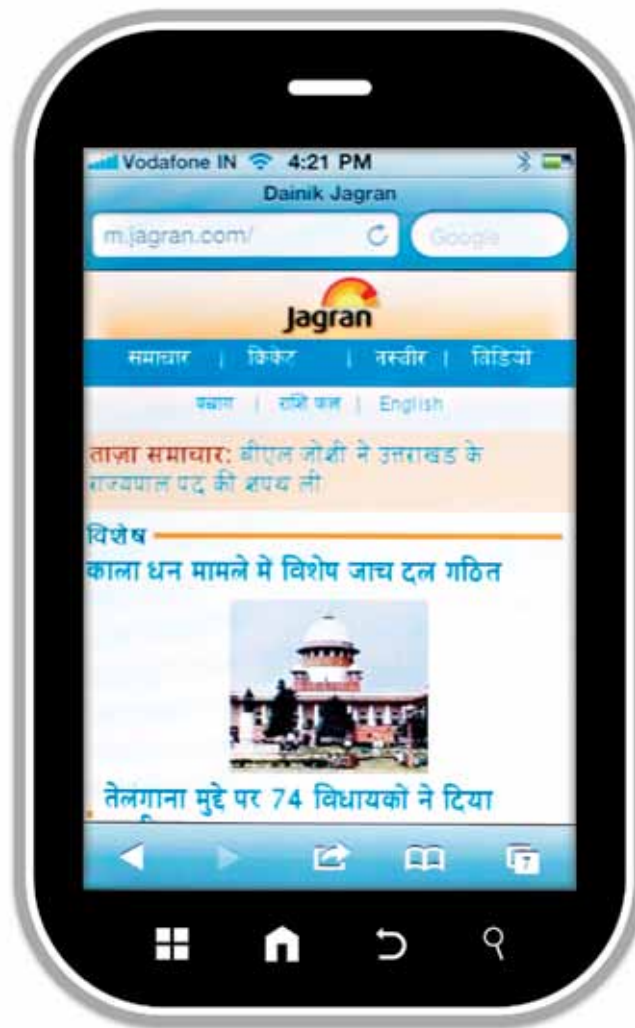 Vodafone IN 4:21 PM
Dainik Jagran
m.jagran.com/ Google
Jagran
समाचार | क्रिकेट | तस्वीर | विडियो
राशि फल | English
ताज़ा समाचार: बीएल जोशी ने उत्तराखंड के
राज्यपाल पद की शपथ ली
विशेष
काला धन मामले में विशेष जाच दल गठित
तेलगाना मुद्दे पर 74 विधायकों ने दिया
7